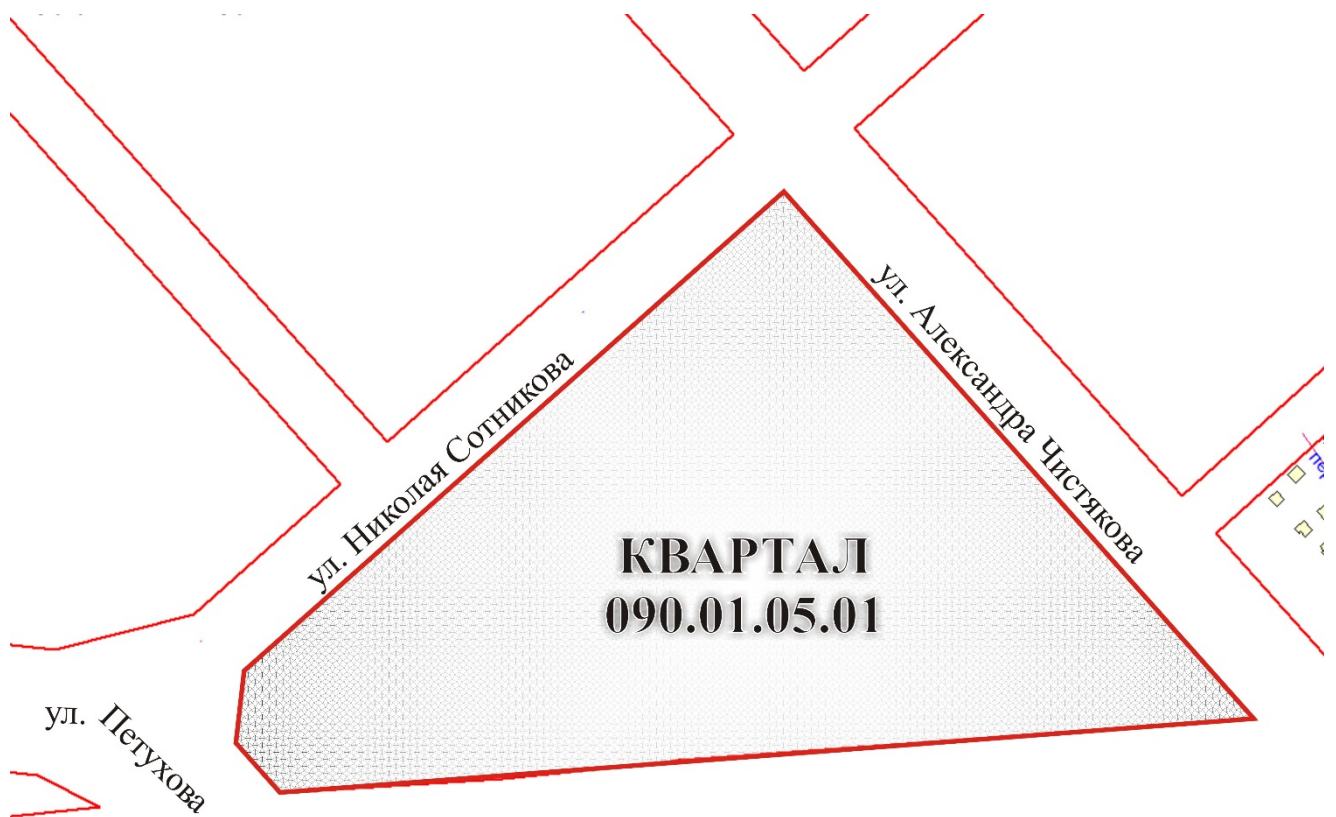 ул. Николая Сотникова
ул. Александра Чистякова
КВАРТАЛ
090.01.05.01
ул. Петухова